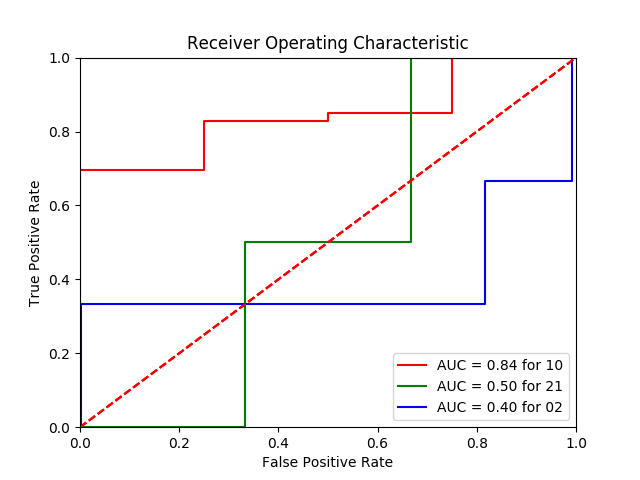 Receiver Operating Characteristic
1.0
0.8
0.6
0.4
0.2
0.0
True Positive Rate
AUC = 0.84 for 10
AUC = 0.50 for 21
AUC = 0.40 for 02
0.0 0.2 0.4 0.6 0.8 1.0
False Positive Rate